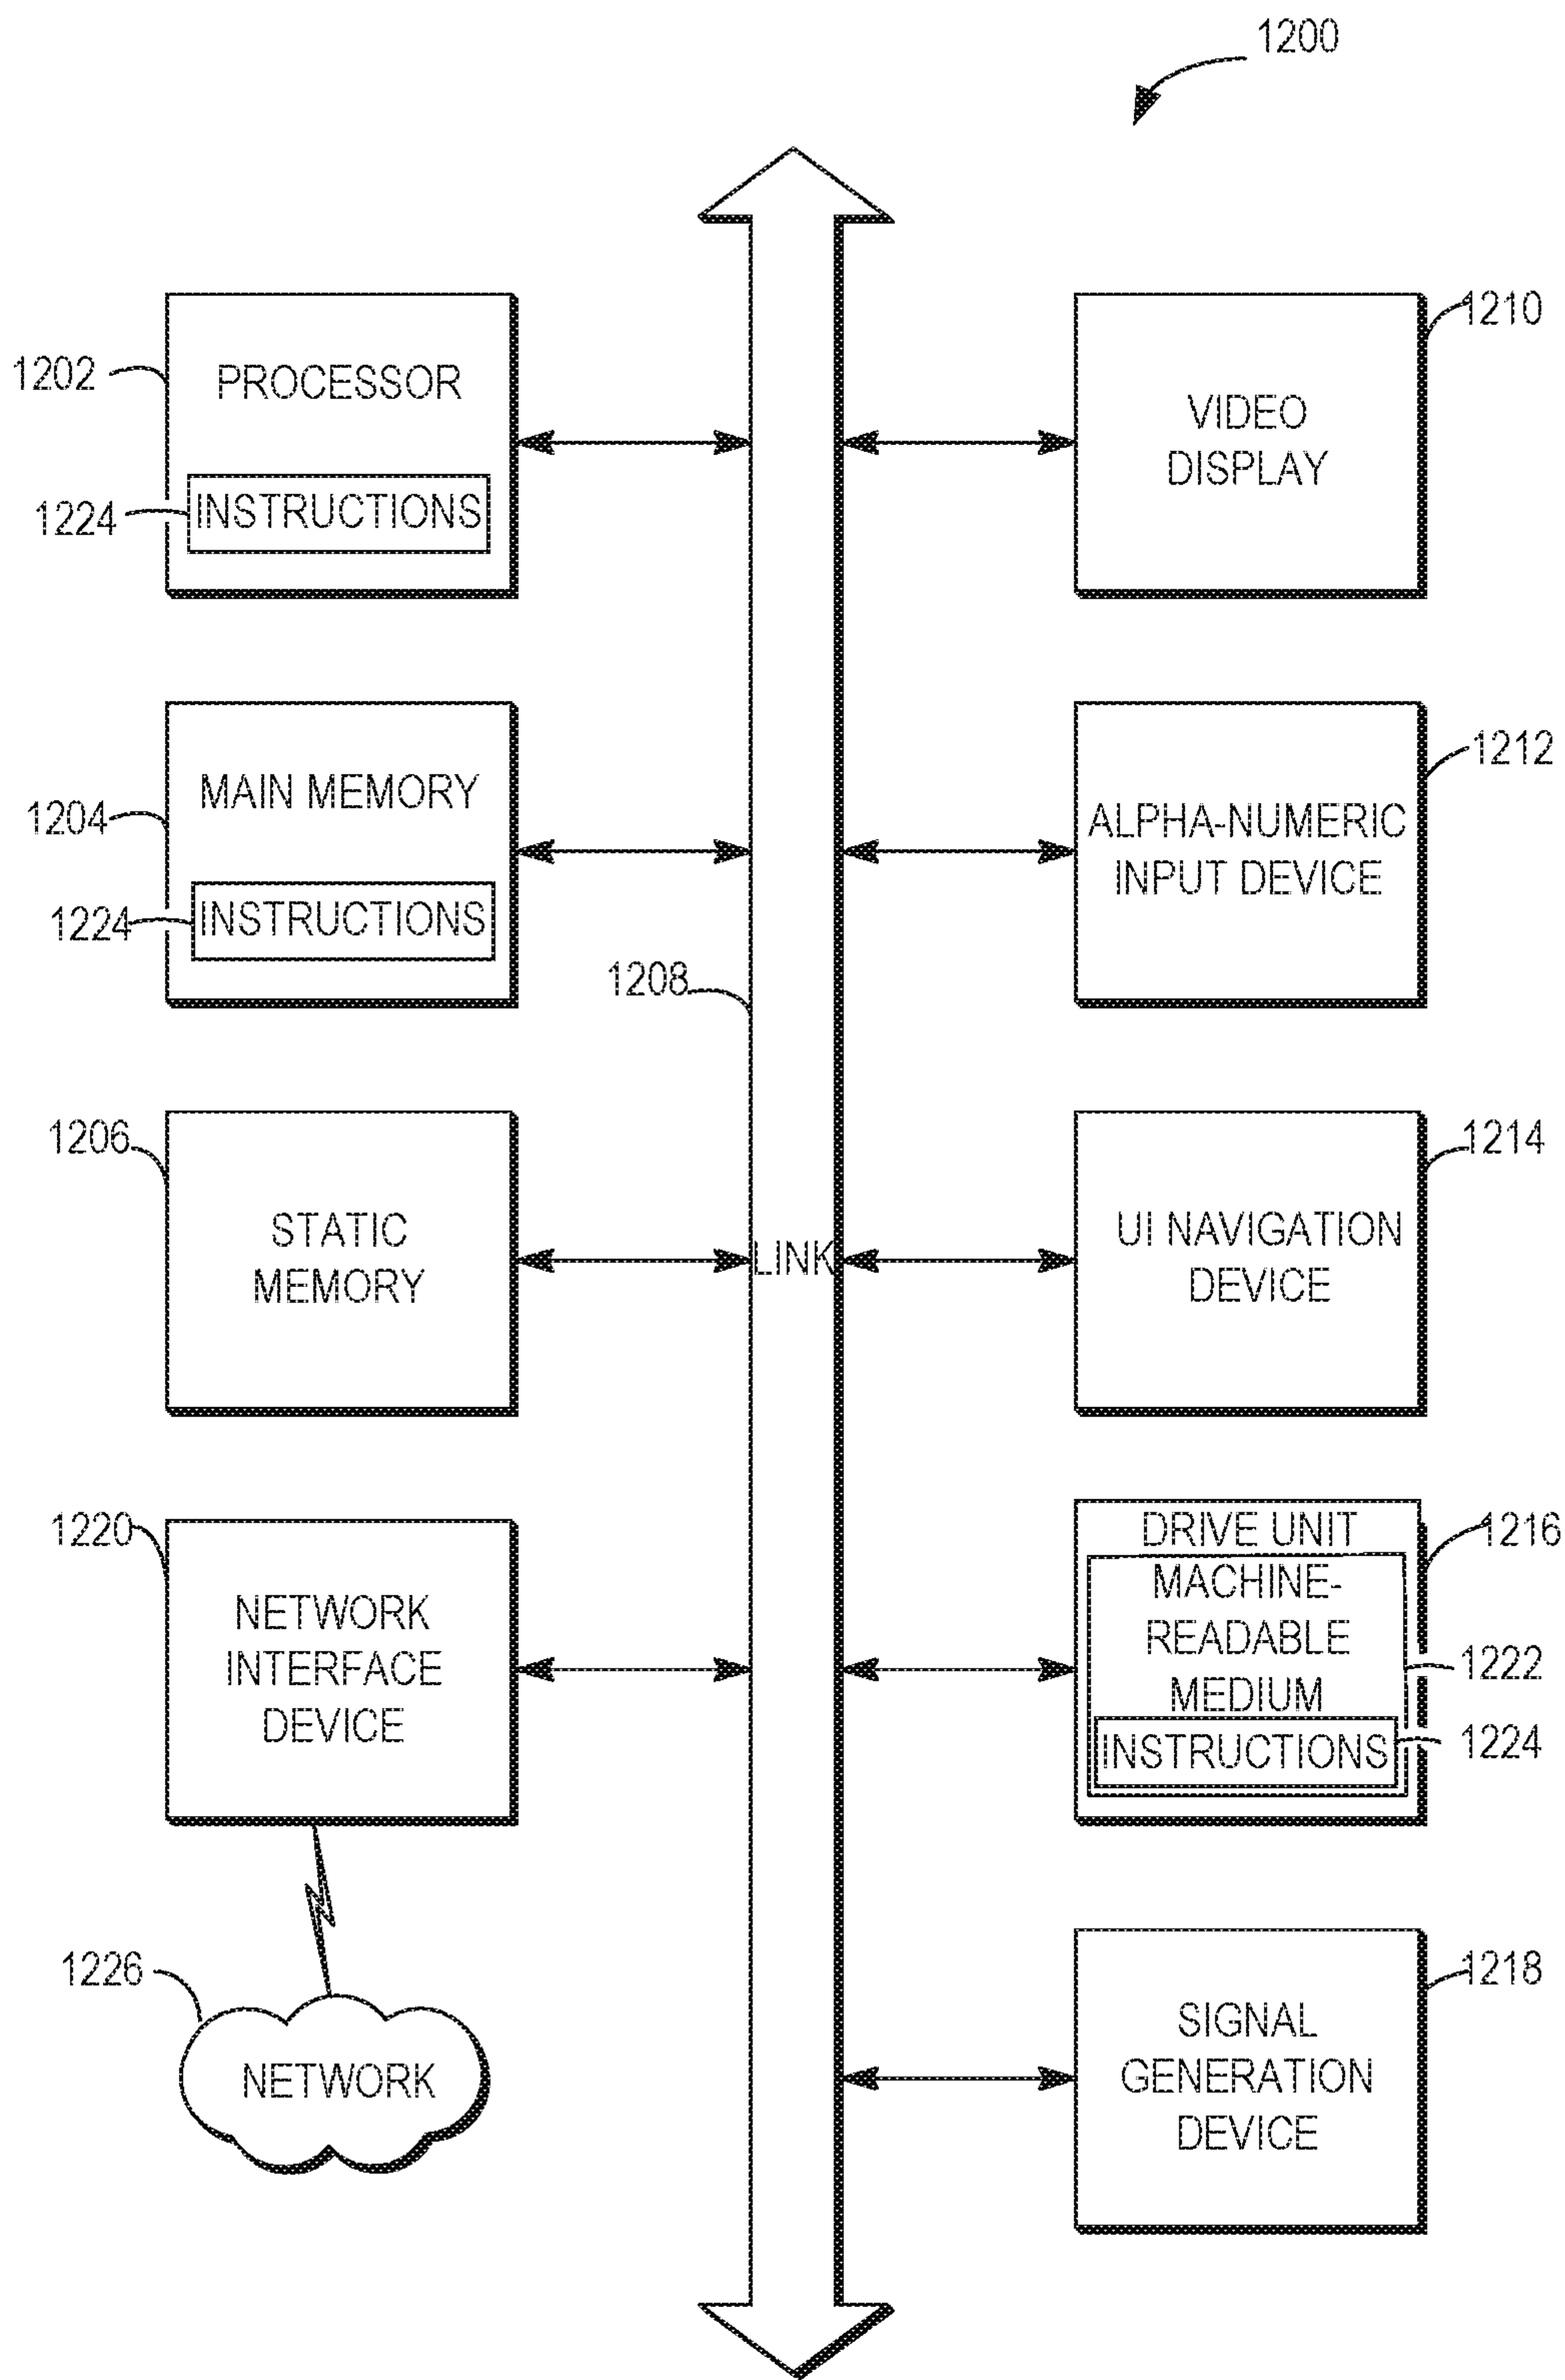 1200
1202
PROCESSOR
1224
INSTRUCTIONS
1210
VIDEO
DISPLAY
1204
MAIN MEMORY
1224
INSTRUCTIONS
1212
ALPHA-NUMERIC
INPUT DEVICE
1208
LINK
1206
STATIC
MEMORY
1214
UI NAVIGATION
DEVICE
1220
NETWORK
INTERFACE
DEVICE
1216
DRIVE UNIT
MACHINE-
READABLE
MEDIUM
1222
INSTRUCTIONS
1224
1226
NETWORK
1218
SIGNAL
GENERATION
DEVICE